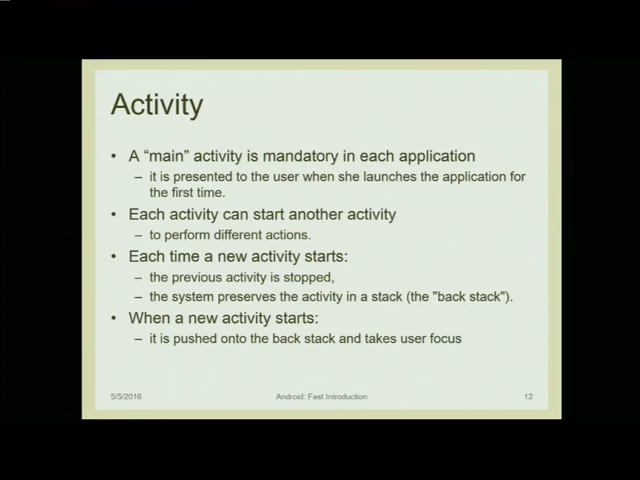 Activity
• A “main” activity is mandatory in each application
– it is presented to the user when she launches the application for
the first time.
• Each activity can start another activity
– to perform different actions.
• Each time a new activity starts:
– the previous activity is stopped,
– the system preserves the activity in a stack (the "back stack").
• When a new activity starts:
– it is pushed onto the back stack and takes user focus
5/5/2016
Android: Fast Introduction
12